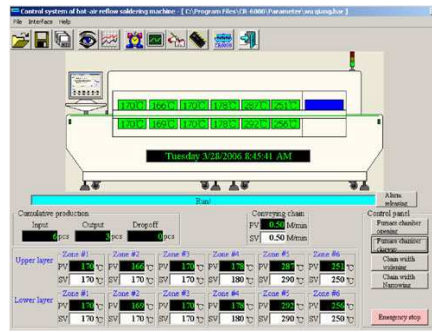 Control system of hot-air reflow soldering machine - [ C:\Program Files\CR-6000\Parameter\
File Interface Help
170°C 166°C 170°C 178°C 287°C 251°C
170°C 169°C 170°C 178°C 292°C 256°C
Tuesday 3/28/2006 8:45:41 AM
Run!
Alarm releasing
Cumulative production
Input Output Dropoff
pcs pcs pcs
Conveying chain
PV 0.50 M/min
SV 0.50 M/min
Control panel
Furnace chamber opening
Furnace chamber
Chain width widening
Chain width Narrowing
Emergency stop
Zone #1 Zone #2 Zone #3 Zone #4 Zone #5 Zone #6
Upper layer PV 170 °C PV 166 °C PV 170 °C PV 178 °C PV 287 °C PV 251 °C
SV 170 °C SV 170 °C SV 170 °C SV 180 °C SV 290 °C SV 250 °C
Zone #1 Zone #2 Zone #3 Zone #4 Zone #5 Zone #6
Lower layer PV 170 °C PV 169 °C PV 170 °C PV 178 °C PV 292 °C PV 256 °C
SV 170 °C SV 170 °C SV 170 °C SV 180 °C SV 290 °C SV 250 °C